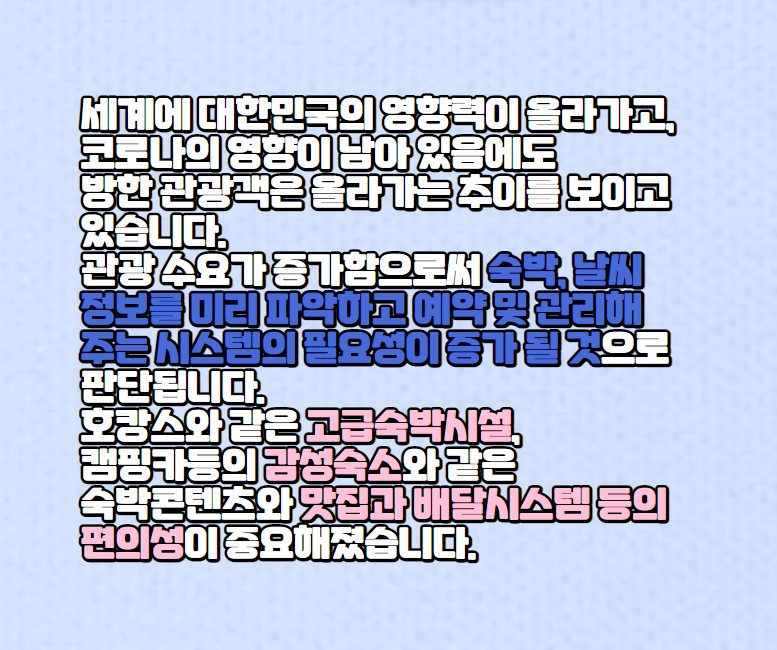 세계에 대한민국의 영향력이 올라가고,
코로나의 영향이 남아 있음에도
방한 관광객은 올라가는 추이를 보이고
있습니다.
관광 수요가 증가함으로써 숙박, 날씨
정보를 미리 파악하고 예약 및 관리해
주는 시스템의 필요성이 증가 될 것으로
판단됩니다.
호캉스와 같은 고급숙박시설,
캠핑카등의 감성숙소와 같은
숙박콘텐츠와 맛집과 배달시스템 등의
편의성이 중요해졌습니다.